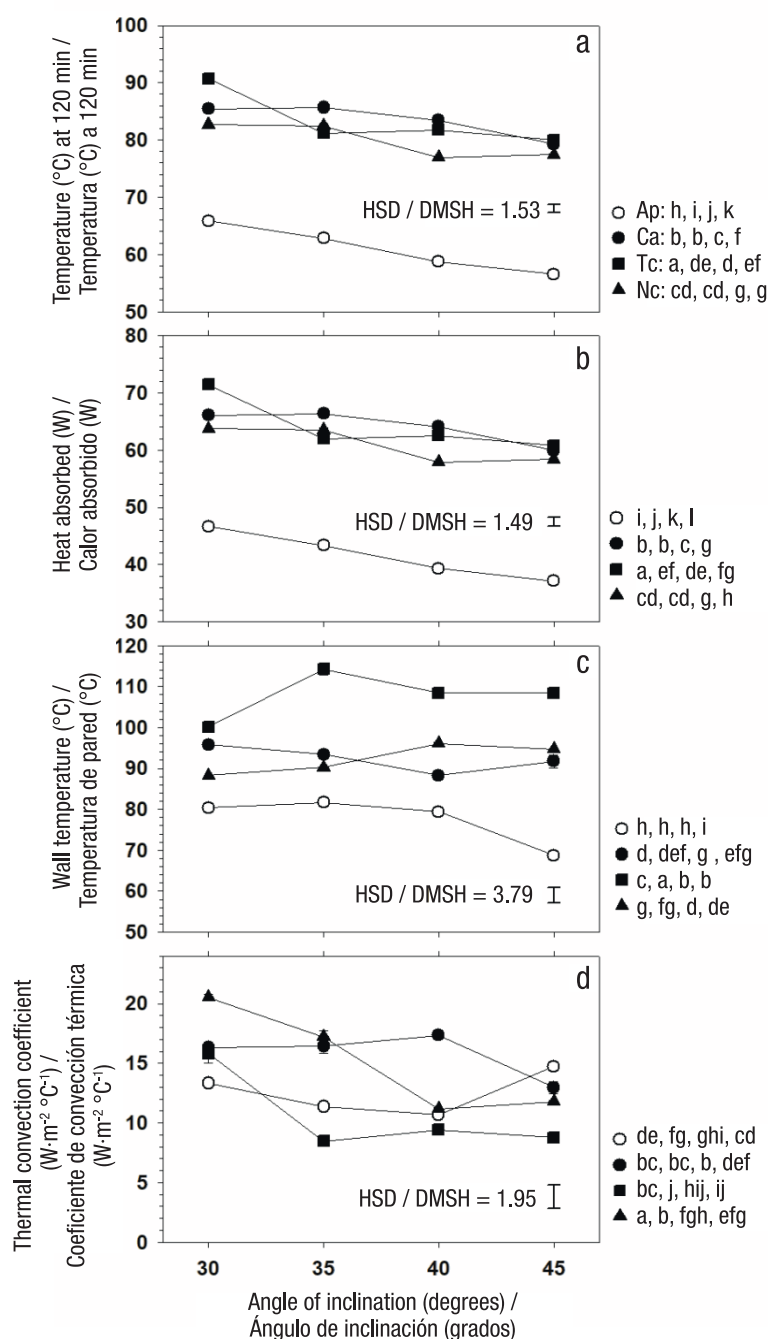 Temperature (°C) at 120 min /
Temperatura (°C) a 120 min
100
90
80
70
60
50
a
HSD / DMSH = 1.53
Ap: h, i, j, k
Ca: b, b, c, f
Tc: a, de, d, ef
Nc: cd, cd, g, g
Heat absorbed (W) /
Calor absorbido (W)
80
70
60
50
40
30
b
HSD / DMSH = 1.49
i, j, k, l
b, b, c, g
a, ef, de, fg
cd, cd, g, h
Wall temperature (°C) /
Temperatura de pared (°C)
120
110
100
90
80
70
60
50
c
HSD / DMSH = 3.79
h, h, h, i
d, def, g , efg
c, a, b, b
g, fg, d, de
Thermal convection coefficient
(W·m⁻² °C⁻¹) /
Coeficiente de convección térmica
(W·m⁻² °C⁻¹)
20
15
10
5
0
d
HSD / DMSH = 1.95
de, fg, ghi, cd
bc, bc, b, def
bc, j, hij, ij
a, b, fgh, efg
30 35 40 45
Angle of inclination (degrees) /
Ángulo de inclinación (grados)